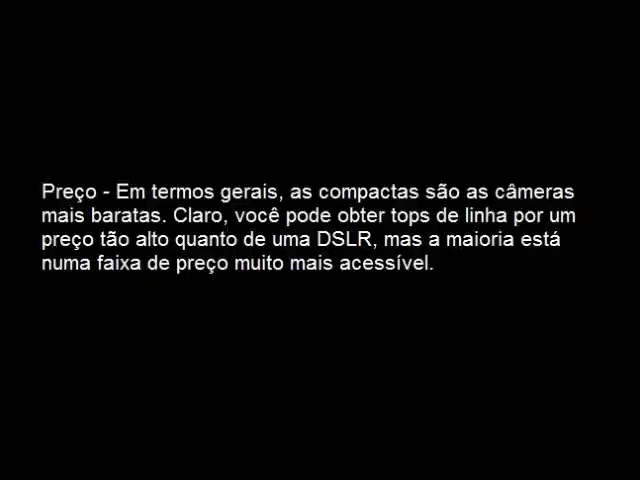 Preço - Em termos gerais, as compactas são as câmeras
mais baratas. Claro, você pode obter tops de linha por um
preço tão alto quanto de uma DSLR, mas a maioria está
numa faixa de preço muito mais acessível.